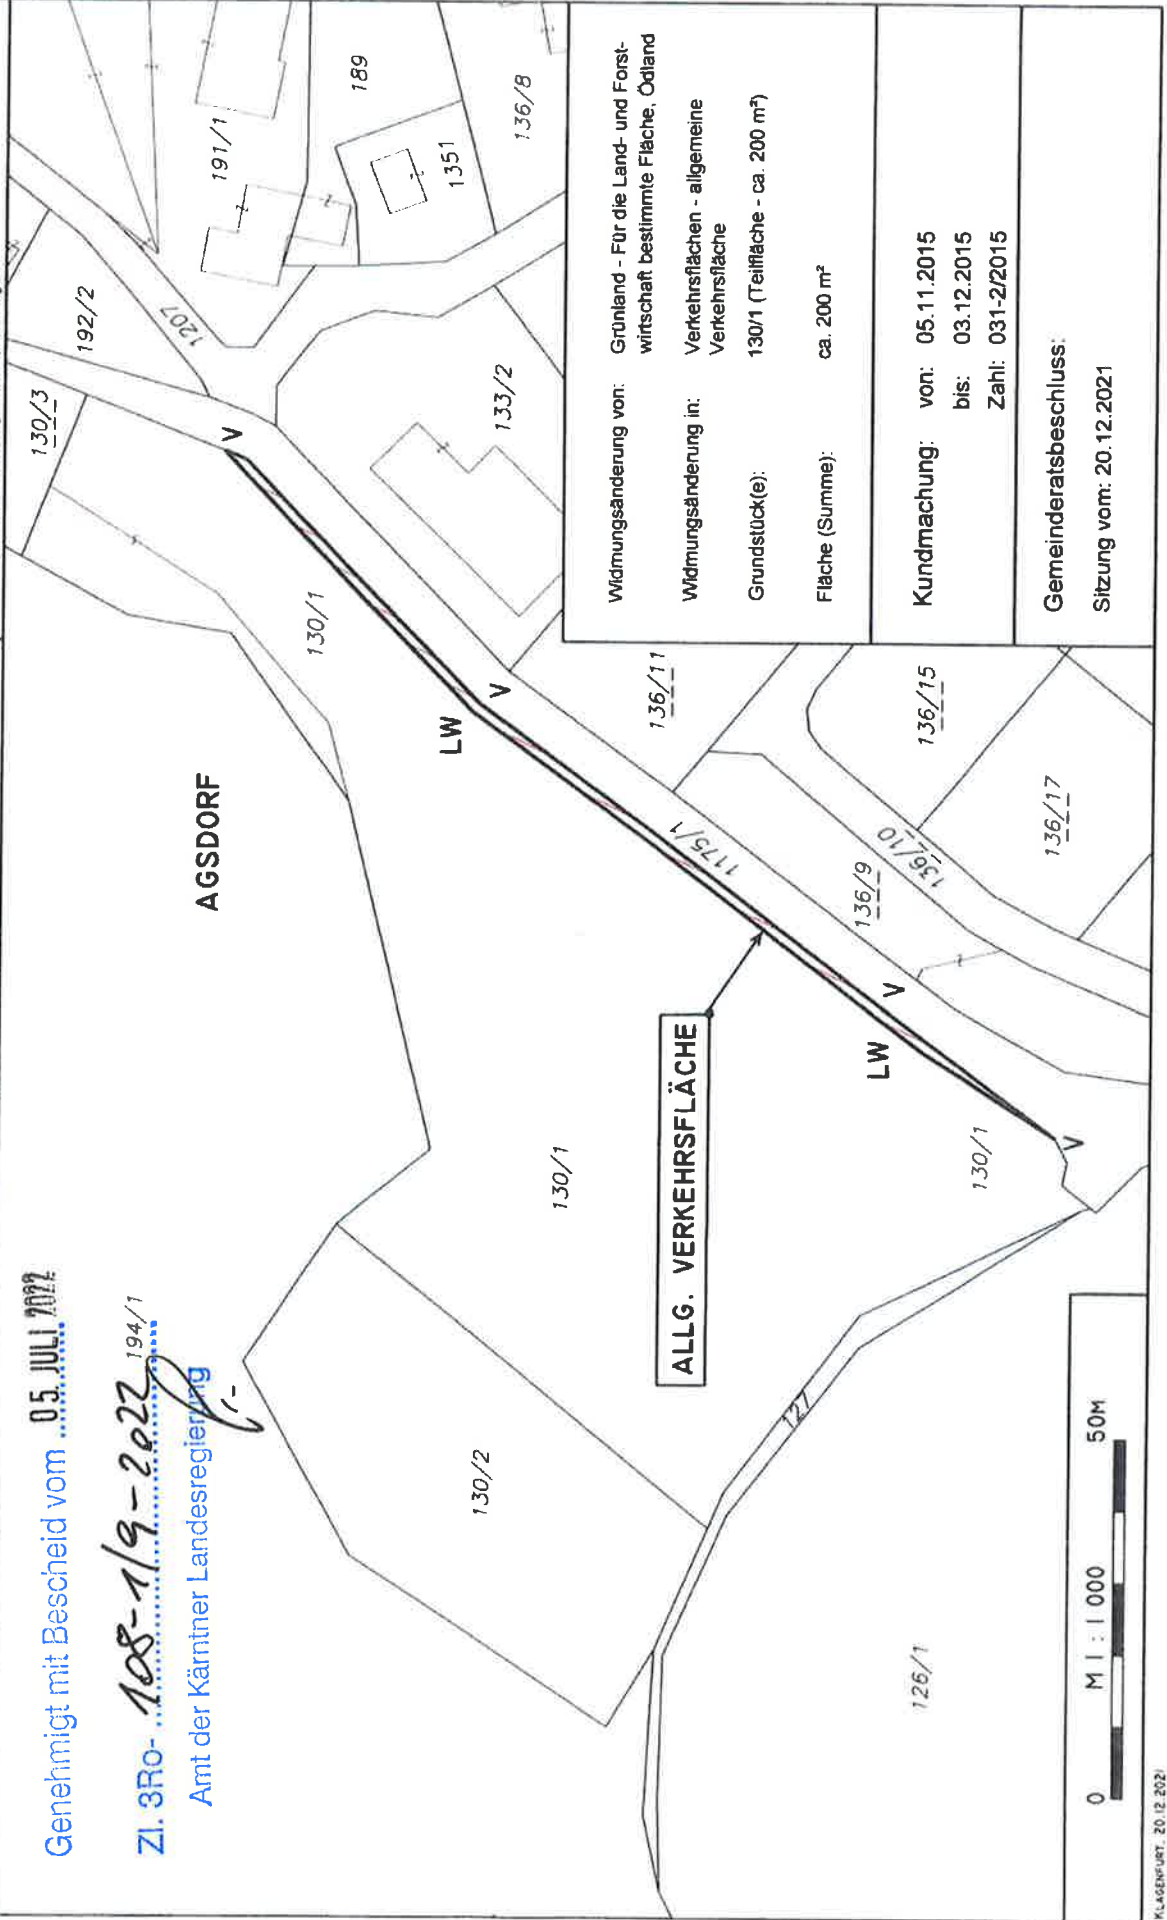 Genehmigt mit Bescheid vom 05. JULI 2022
Zl. 3Ro- 108-1/9-2022
Amt der Kärntner Landesregierung
194/1
130/3
192/2
1207
191/1
189
1351
136/8
133/2
130/1
V
AGSDORF
LW
V
136/11
1175/1
136/9
136/10
136/15
136/17
130/1
130/2
ALLG. VERKEHRSFLÄCHE
LW
V
130/1
V
127
126/1
Widmungsänderung von: Grünland - Für die Land- und Forst-
wirtschaft bestimmte Fläche, Ödland
Widmungsänderung in: Verkehrsflächen - allgemeine
Verkehrsfläche
Grundstück(e): 130/1 (Teilfläche - ca. 200 m²)
Fläche (Summe): ca. 200 m²
Kundmachung: von: 05.11.2015
bis: 03.12.2015
Zahl: 031-2/2015
Gemeinderatsbeschluss:
Sitzung vom: 20.12.2021
0 M 1 : 1 000 50M
KLAGENFURT, 20.12.2021